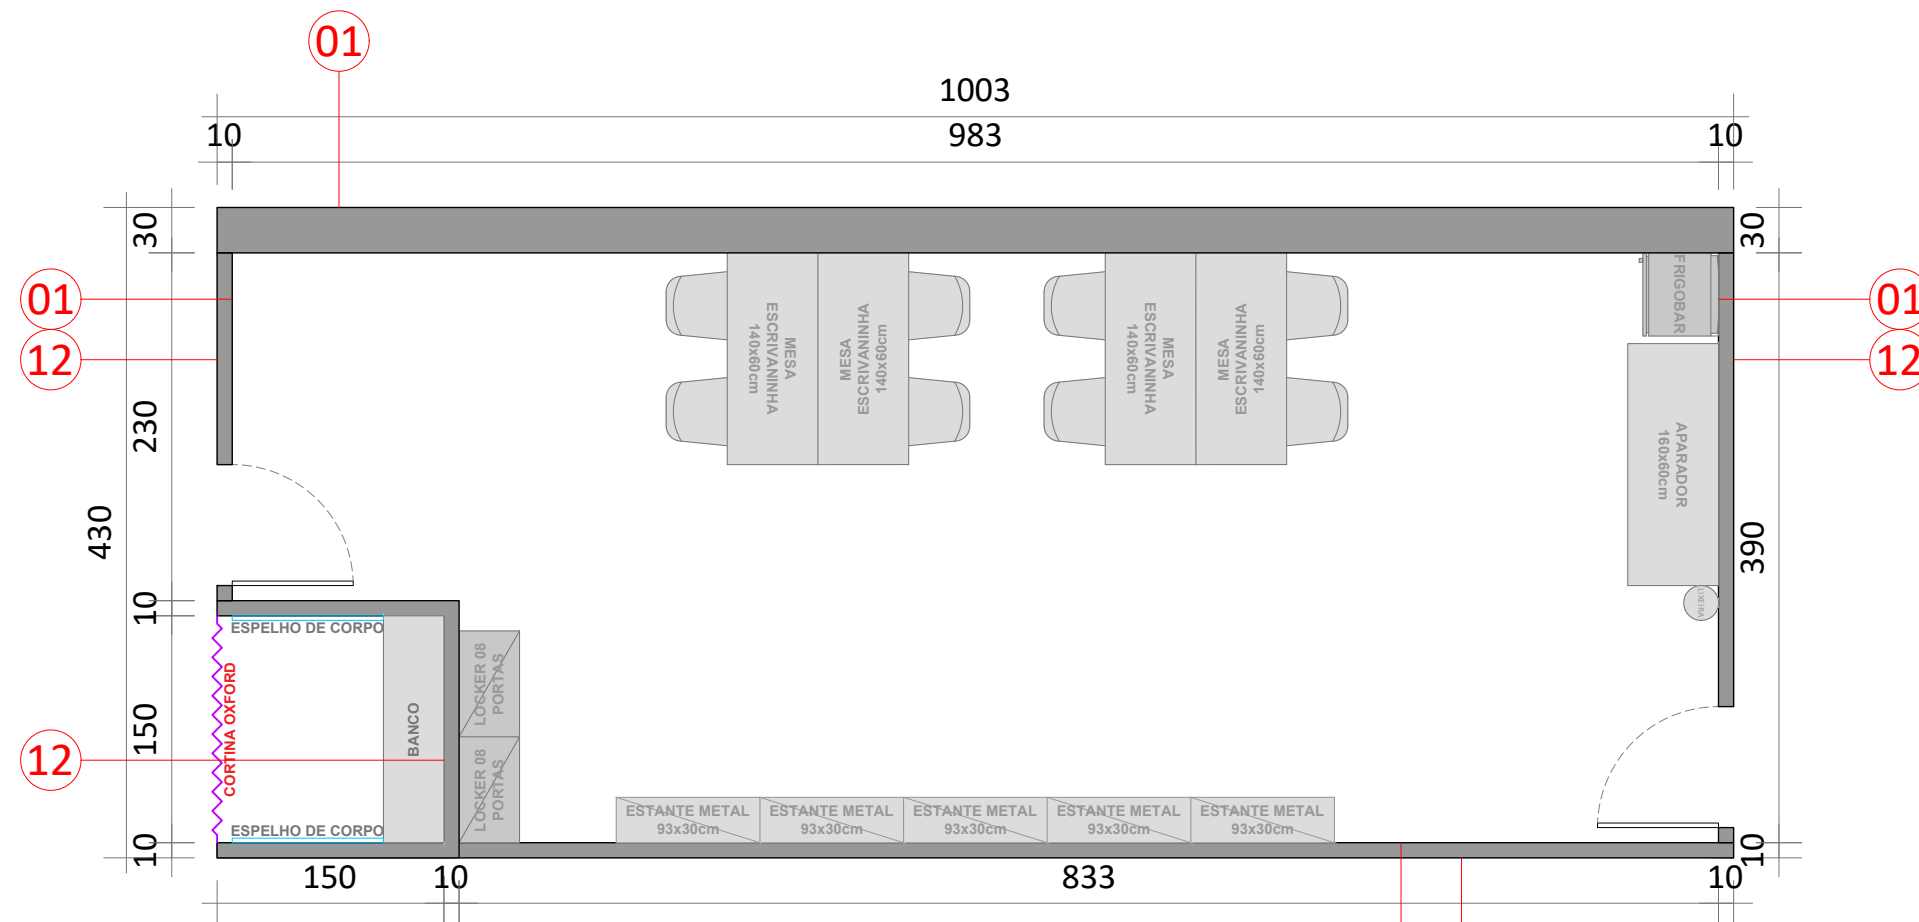 01
1003
10
983
10
30
30
01
12
01
12
FRIGOBAR
MESA
ESCRIVANINHA
140x60cm
MESA
ESCRIVANINHA
140x60cm
MESA
ESCRIVANINHA
140x60cm
MESA
ESCRIVANINHA
140x60cm
APARADOR
160x60cm
LIXEIRA
230
430
390
10
ESPELHO DE CORPO
CORTINA OXFORD
BANCO
LOCKER 08
PORTAS
LOCKER 08
PORTAS
150
12
ESPELHO DE CORPO
ESTANTE METAL
93x30cm
ESTANTE METAL
93x30cm
ESTANTE METAL
93x30cm
ESTANTE METAL
93x30cm
ESTANTE METAL
93x30cm
10
10
150
10
833
10